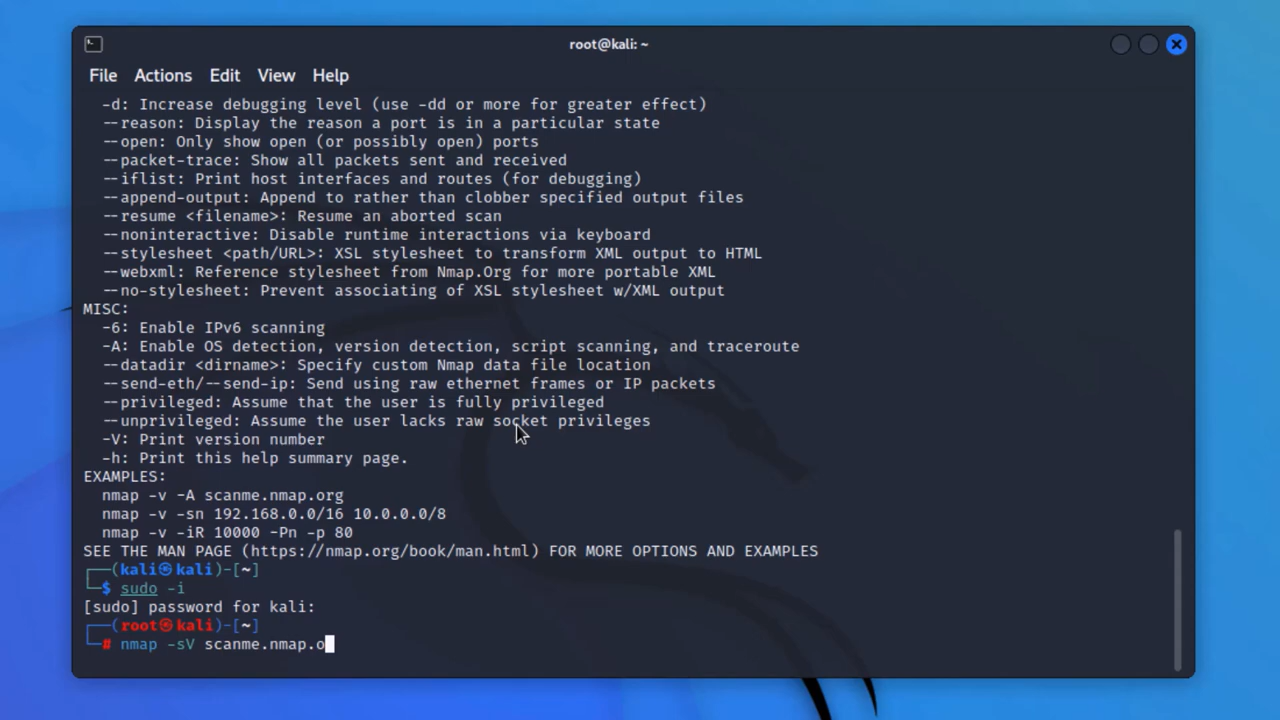 root@kali: ~
File Actions Edit View Help
-d: Increase debugging level (use -dd or more for greater effect)
--reason: Display the reason a port is in a particular state
--open: Only show open (or possibly open) ports
--packet-trace: Show all packets sent and received
--iflist: Print host interfaces and routes (for debugging)
--append-output: Append to rather than clobber specified output files
--resume <filename>: Resume an aborted scan
--noninteractive: Disable runtime interactions via keyboard
--stylesheet <path/URL>: XSL stylesheet to transform XML output to HTML
--webxml: Reference stylesheet from Nmap.Org for more portable XML
--no-stylesheet: Prevent associating of XSL stylesheet w/XML output
MISC:
-6: Enable IPv6 scanning
-A: Enable OS detection, version detection, script scanning, and traceroute
--datadir <dirname>: Specify custom Nmap data file location
--send-eth/--send-ip: Send using raw ethernet frames or IP packets
--privileged: Assume that the user is fully privileged
--unprivileged: Assume the user lacks raw socket privileges
-V: Print version number
-h: Print this help summary page.
EXAMPLES:
nmap -v -A scanme.nmap.org
nmap -v -sn 192.168.0.0/16 10.0.0.0/8
nmap -v -iR 10000 -Pn -p 80
SEE THE MAN PAGE (https://nmap.org/book/man.html) FOR MORE OPTIONS AND EXAMPLES
┌──(kali㉿kali)-[~]
└─$ sudo -i
[sudo] password for kali:
┌──(root㉿kali)-[~]
└─# nmap -sV scanme.nmap.o